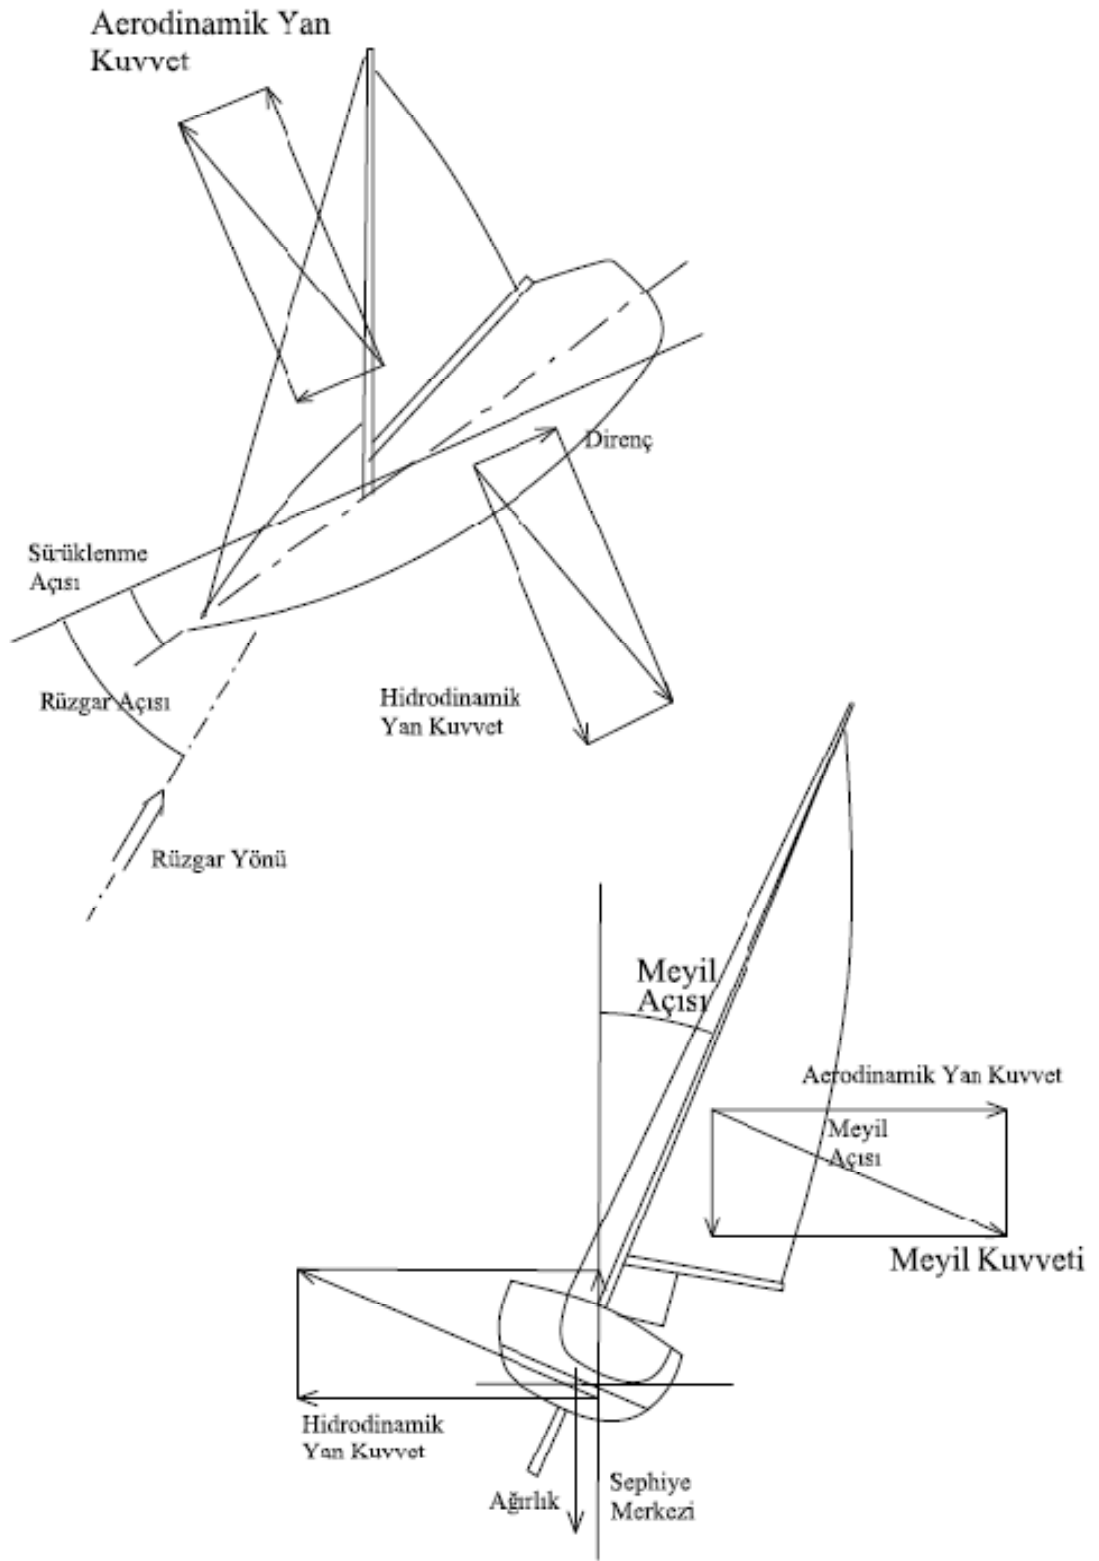 Aerodinamik Yan
Kuvvet
Direnç
Sürüklenme
Açısı
Rüzgar Açısı
Hidrodinamik
Yan Kuvvet
Rüzgar Yönü
Meyil
Açısı
Aerodinamik Yan Kuvvet
Meyil
Açısı
Meyil Kuvveti
Hidrodinamik
Yan Kuvvet
Ağırlık
Sephiye
Merkezi